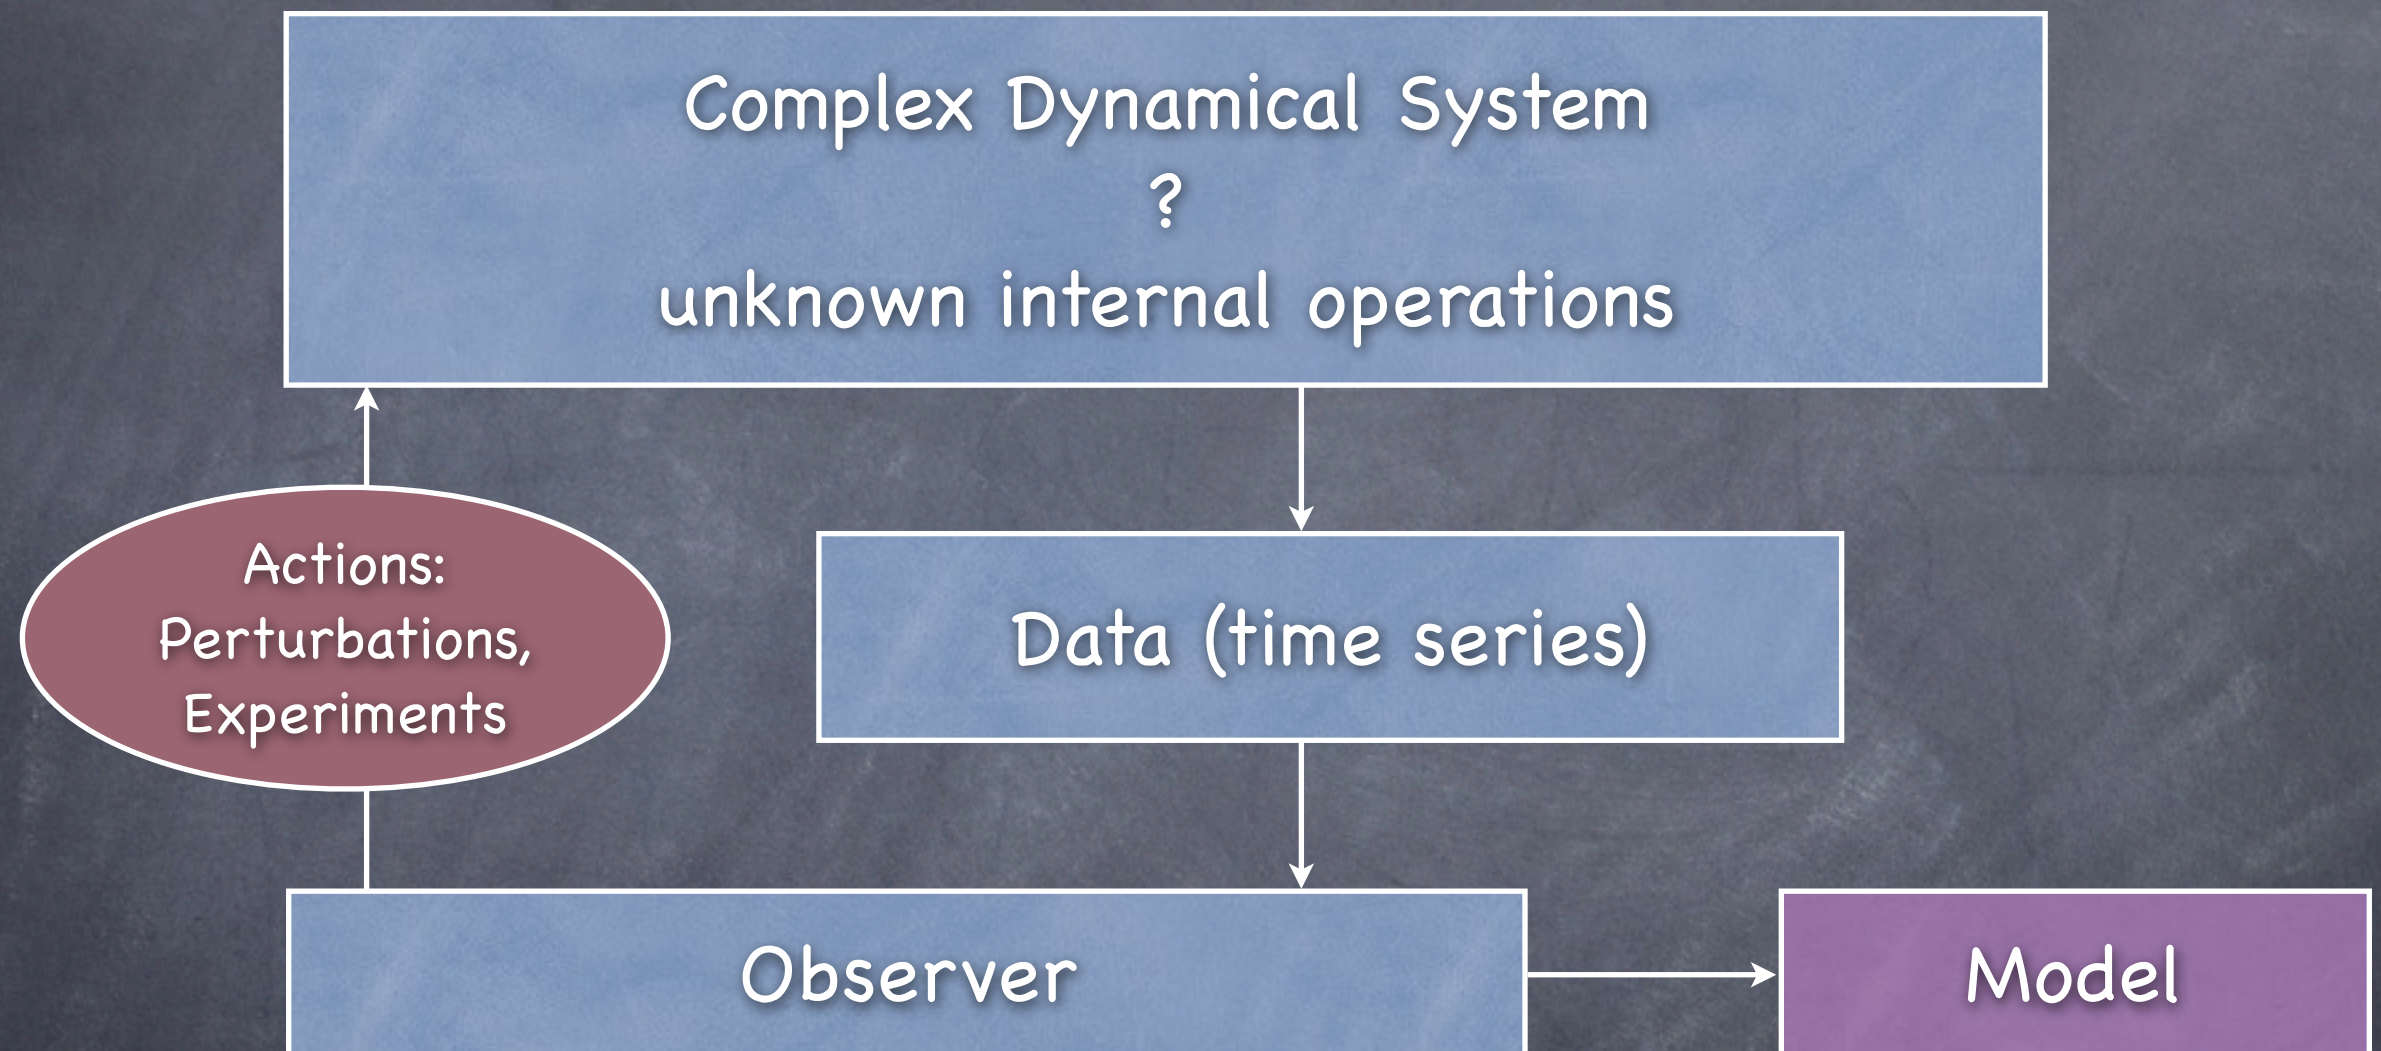 Complex Dynamical System
?
unknown internal operations
Actions:
Perturbations,
Experiments
Data (time series)
Observer
Model